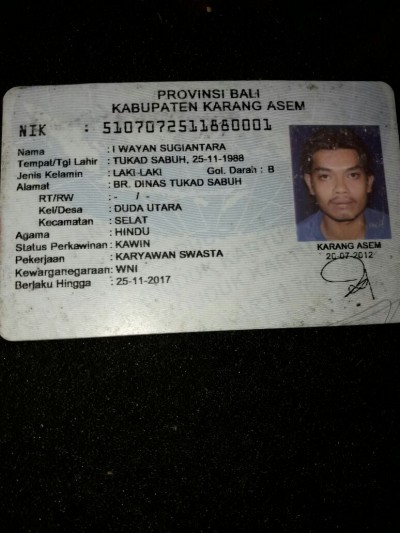 PROVINSI BALI
KABUPATEN KARANG ASEM
NIK : 5107072511880001
Nama : I WAYAN SUGIANTARA
Tempat/Tgl Lahir : TUKAD SABUH, 25-11-1988
Jenis Kelamin : LAKI-LAKI Gol. Darah : B
Alamat : BR. DINAS TUKAD SABUH
RT/RW : - / -
Kel/Desa : DUDA UTARA
Kecamatan : SELAT
Agama : HINDU
Status Perkawinan: KAWIN
Pekerjaan : KARYAWAN SWASTA
Kewarganegaraan: WNI
Berlaku Hingga : 25-11-2017
KARANG ASEM
20-07-2012